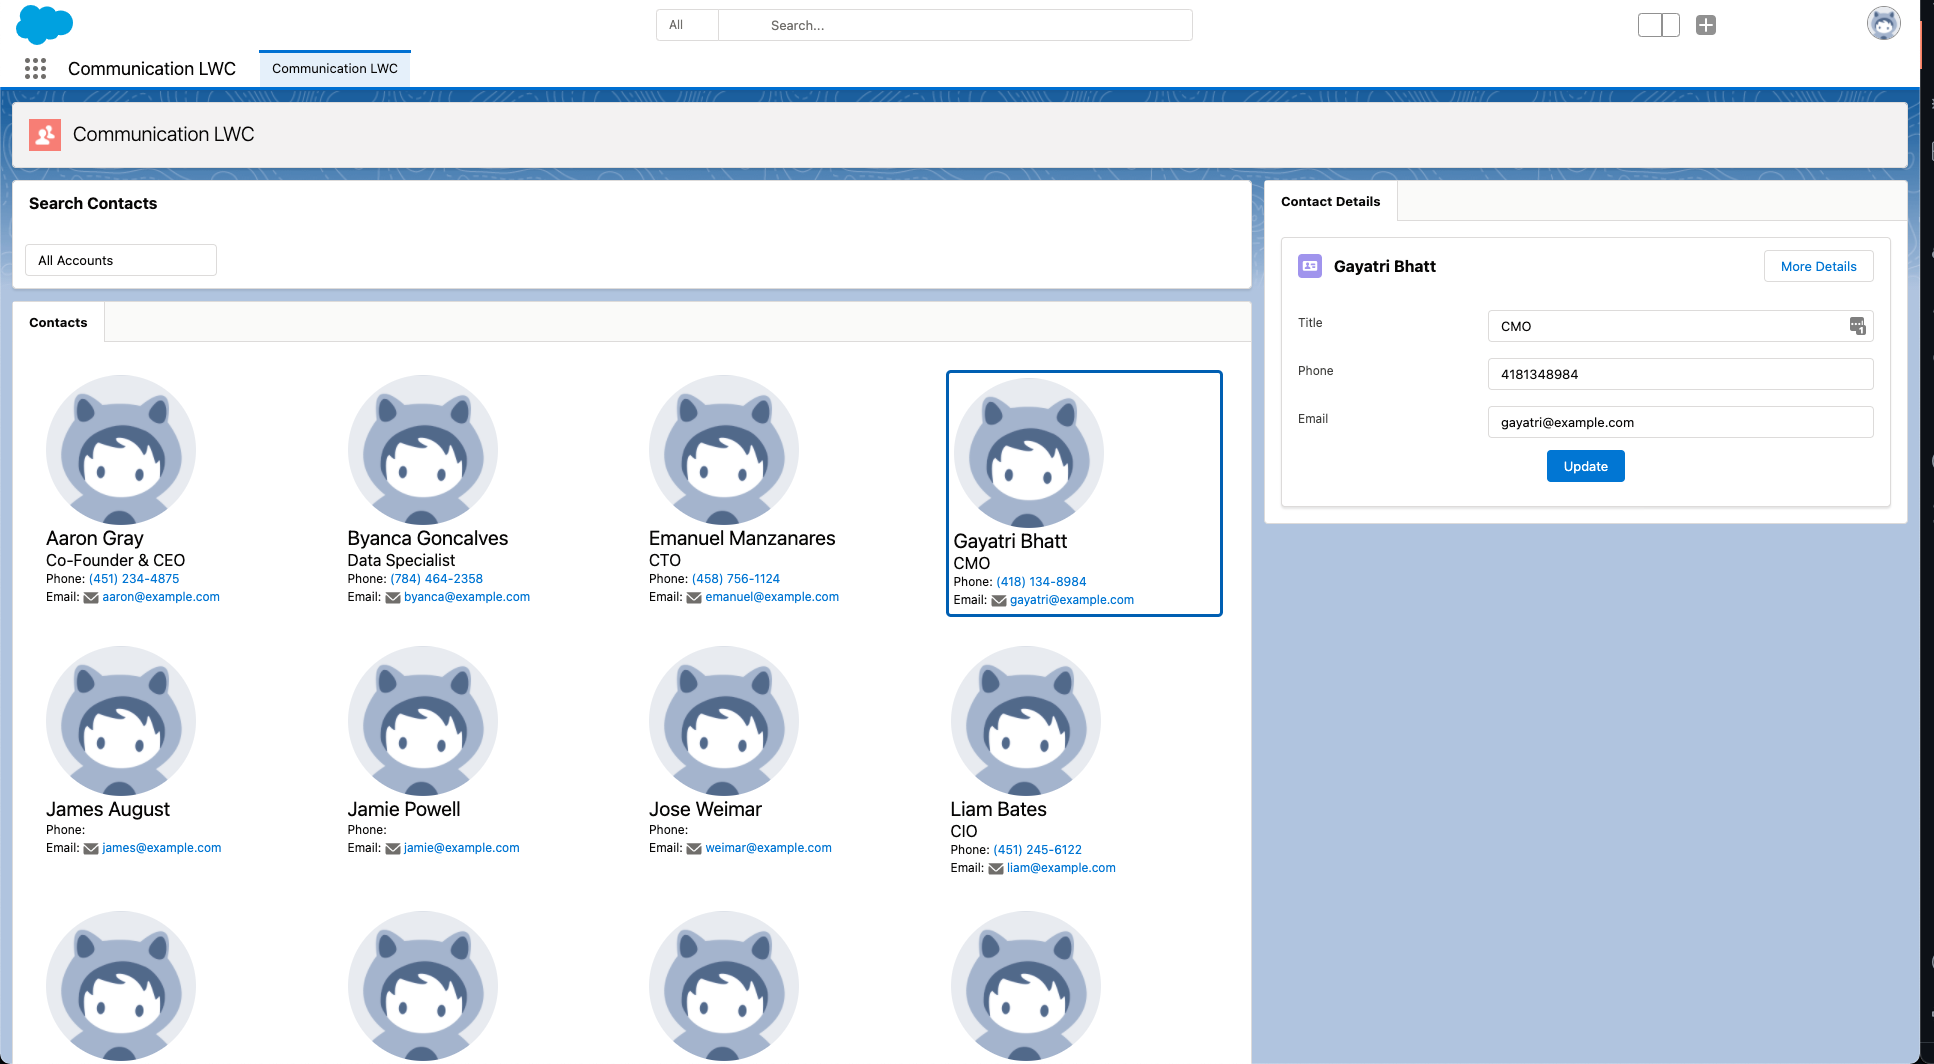 All
Search...
Communication LWC
Communication LWC
Communication LWC
Search Contacts
All Accounts
Contacts
Aaron Gray
Co-Founder & CEO
Phone: (451) 234-4875
Email: aaron@example.com
Byanca Goncalves
Data Specialist
Phone: (784) 464-2358
Email: byanca@example.com
Emanuel Manzanares
CTO
Phone: (458) 756-1124
Email: emanuel@example.com
Gayatri Bhatt
CMO
Phone: (418) 134-8984
Email: gayatri@example.com
James August
Phone:
Email: james@example.com
Jamie Powell
Phone:
Email: jamie@example.com
Jose Weimar
Phone:
Email: weimar@example.com
Liam Bates
CIO
Phone: (451) 245-6122
Email: liam@example.com
Contact Details
Gayatri Bhatt
More Details
Title
CMO
1
Phone
4181348984
Email
gayatri@example.com
Update